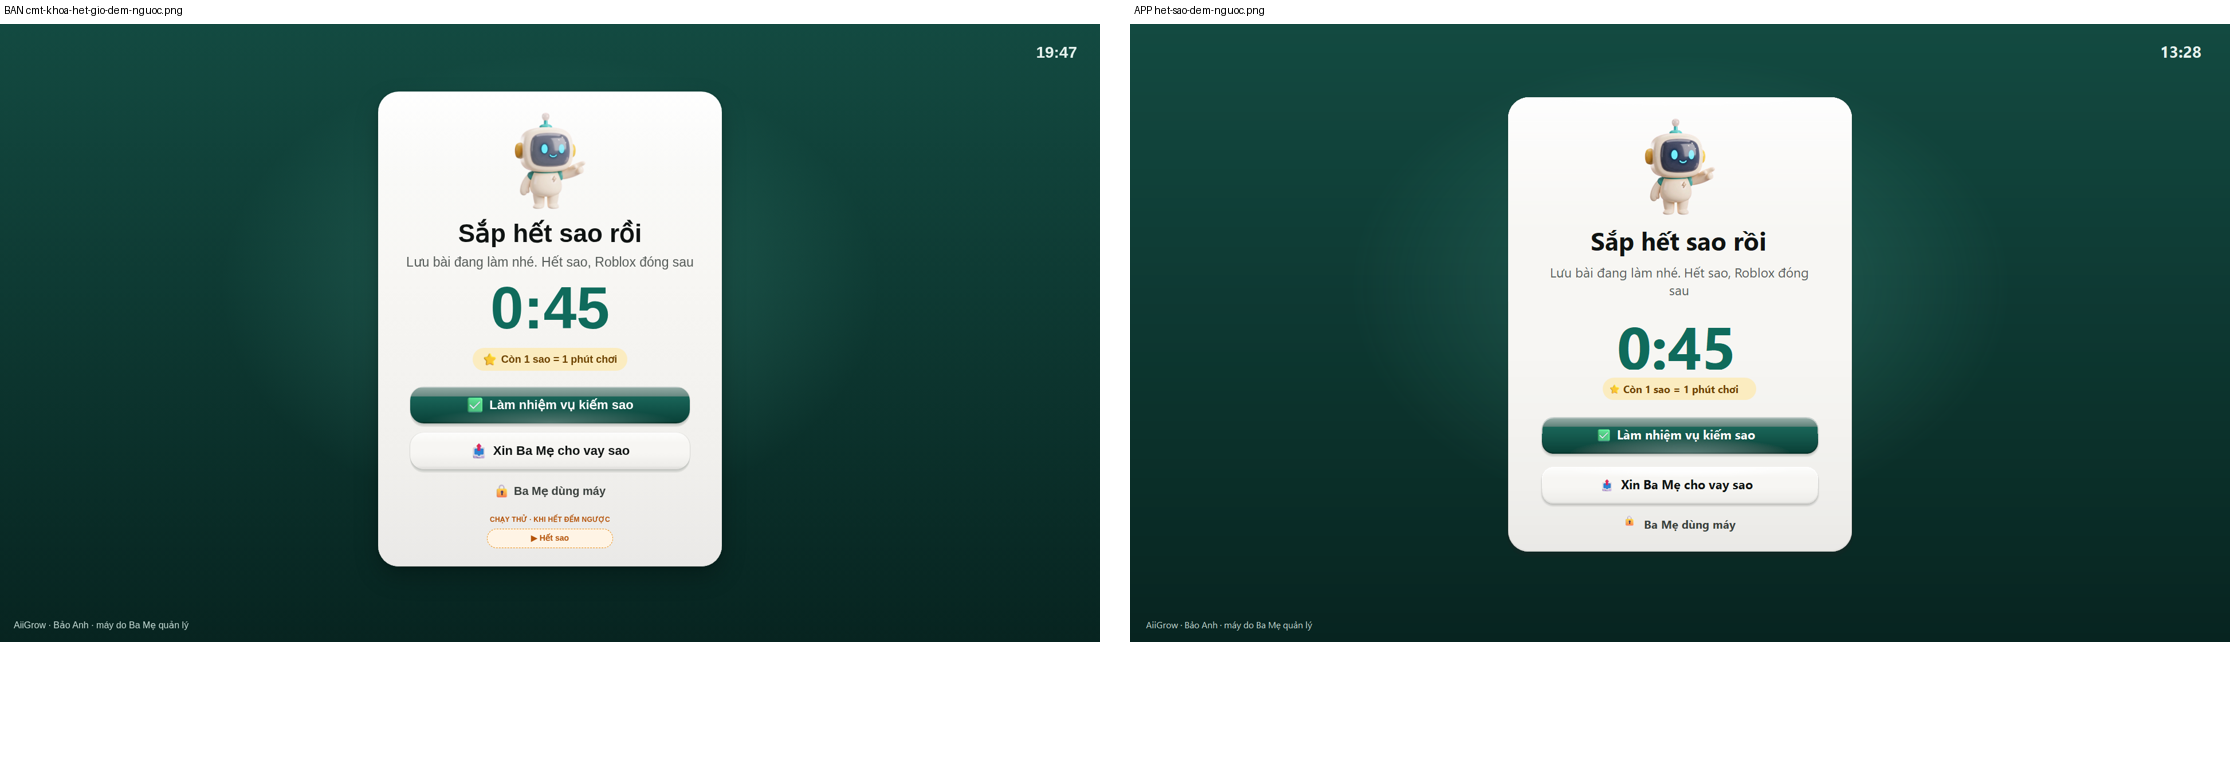 BAN cmt-khoa-het-gio-dem-nguoc.png
19:47
Sắp hết sao rồi
Lưu bài đang làm nhé. Hết sao, Roblox đóng sau
0:45
Còn 1 sao = 1 phút chơi
Làm nhiệm vụ kiếm sao
Xin Ba Mẹ cho vay sao
Ba Mẹ dùng máy
CHẠY THỬ · KHI HẾT ĐẾM NGƯỢC
▶ Hết sao
AiiGrow · Bảo Anh · máy do Ba Mẹ quản lý
APP het-sao-dem-nguoc.png
13:28
Sắp hết sao rồi
Lưu bài đang làm nhé. Hết sao, Roblox đóng
sau
0:45
Còn 1 sao = 1 phút chơi
Làm nhiệm vụ kiếm sao
Xin Ba Mẹ cho vay sao
Ba Mẹ dùng máy
AiiGrow · Bảo Anh · máy do Ba Mẹ quản lý